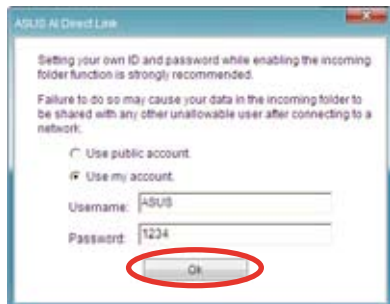 ASUS AI Direct Link
Setting your own ID and password while enabling the incoming
folder function is strongly recommended.
Failure to do so may cause your data in the incoming folder to
be shared with any other unallowable user after connecting to a
network.
Use public account.
Use my account.
Username: ASUS
Password: 1234
Ok